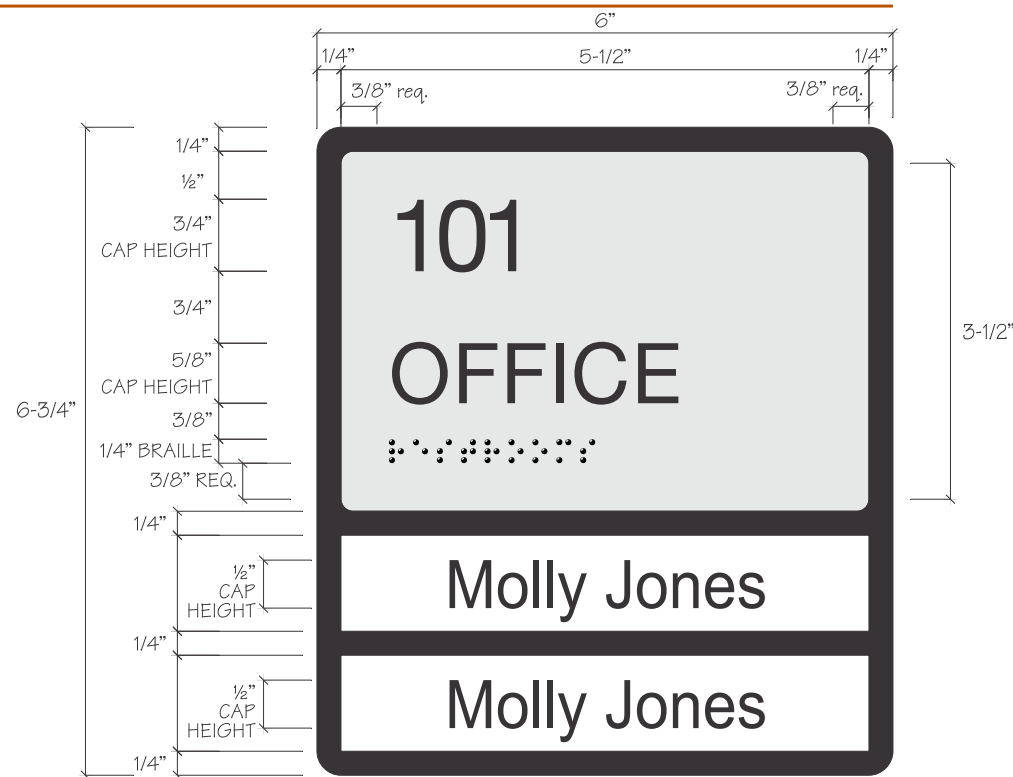 6”
1/4”
5-1/2”
1/4”
3/8” req.
3/8” req.
1/4”
½”
3/4”
CAP HEIGHT
3/4”
5/8”
CAP HEIGHT
3/8”
1/4” BRAILLE
3/8” REQ.
6-3/4”
3-1/2”
101
OFFICE
1/4”
½”
CAP
HEIGHT
Molly Jones
1/4”
½”
CAP
HEIGHT
Molly Jones
1/4”